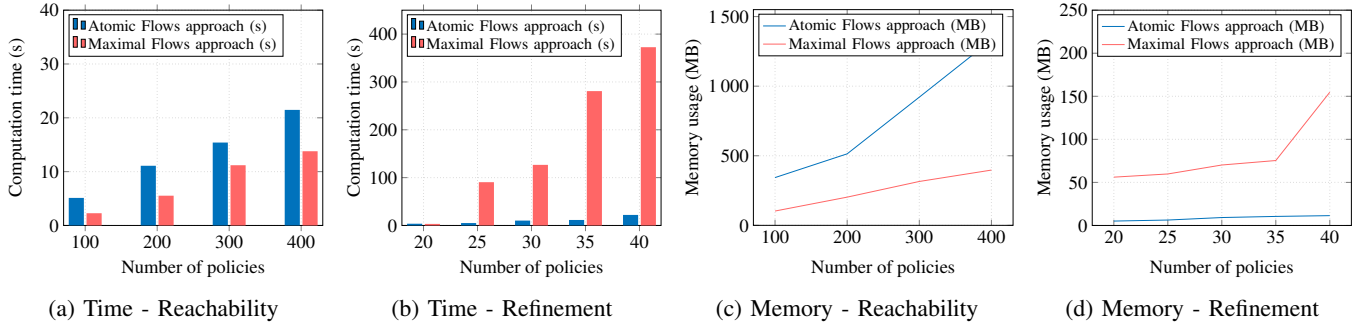 Atomic Flows approach (s)
Maximal Flows approach (s)
Computation time (s)
40
30
20
10
0
100 200 300 400
Number of policies
(a) Time - Reachability
Atomic Flows approach (s)
Maximal Flows approach (s)
Computation time (s)
400
300
200
100
0
20 25 30 35 40
Number of policies
(b) Time - Refinement
Atomic Flows approach (MB)
Maximal Flows approach (MB)
Memory usage (MB)
1 500
1 000
500
0
100 200 300 400
Number of policies
(c) Memory - Reachability
Atomic Flows approach (MB)
Maximal Flows approach (MB)
Memory usage (MB)
250
200
150
100
50
0
20 25 30 35 40
Number of policies
(d) Memory - Refinement